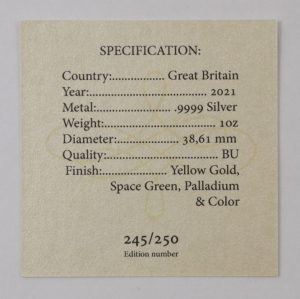 SPECIFICATION:
Country:................. Great Britain
Year:...................................... 2021
Metal:........................... .9999 Silver
Weight:.................................... 1oz
Diameter:.................... 38,61 mm
Quality:.................................... BU
Finish:.................... Yellow Gold,
Space Green, Palladium
& Color
245/250
Edition number